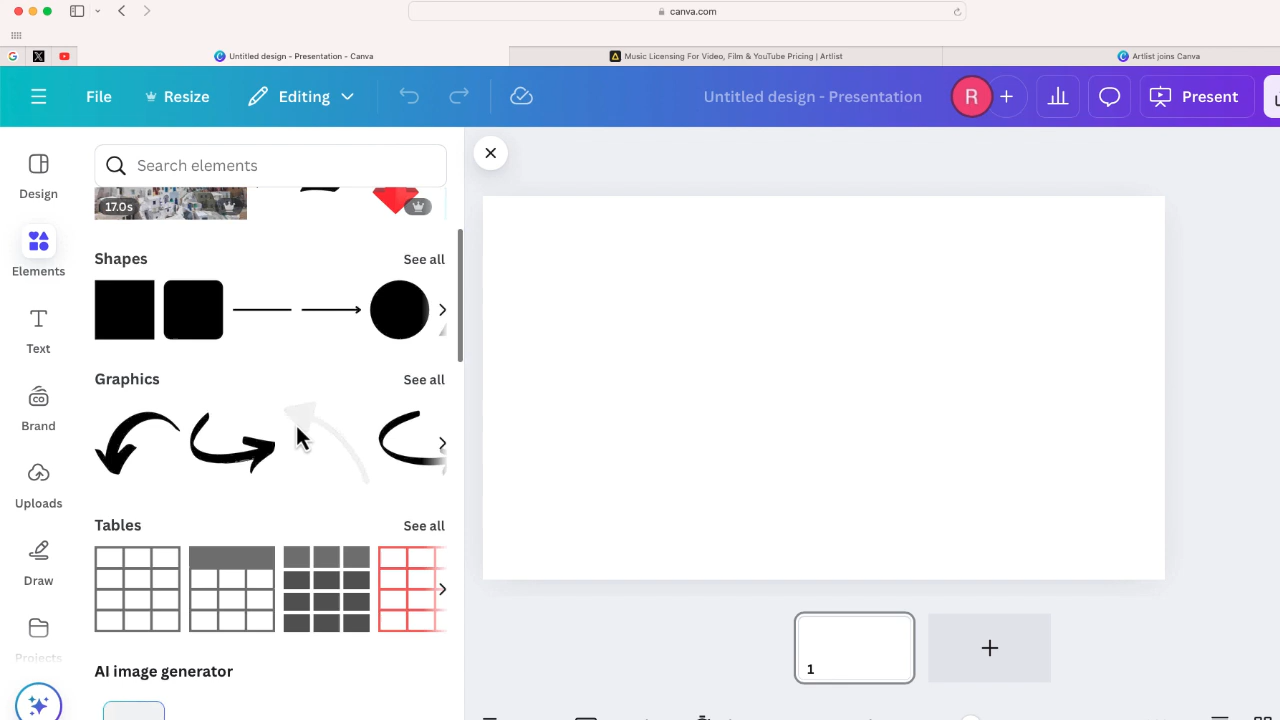 canva.com
Untitled design - Presentation - Canva
Music Licensing For Video, Film & YouTube Pricing | Artlist
Artlist joins Canva
File
Resize
Editing
Untitled design - Presentation
R
Present
Search elements
Design
17.0s
Elements
Shapes
See all
Text
Graphics
See all
Brand
Uploads
Tables
See all
Draw
Projects
1
AI image generator